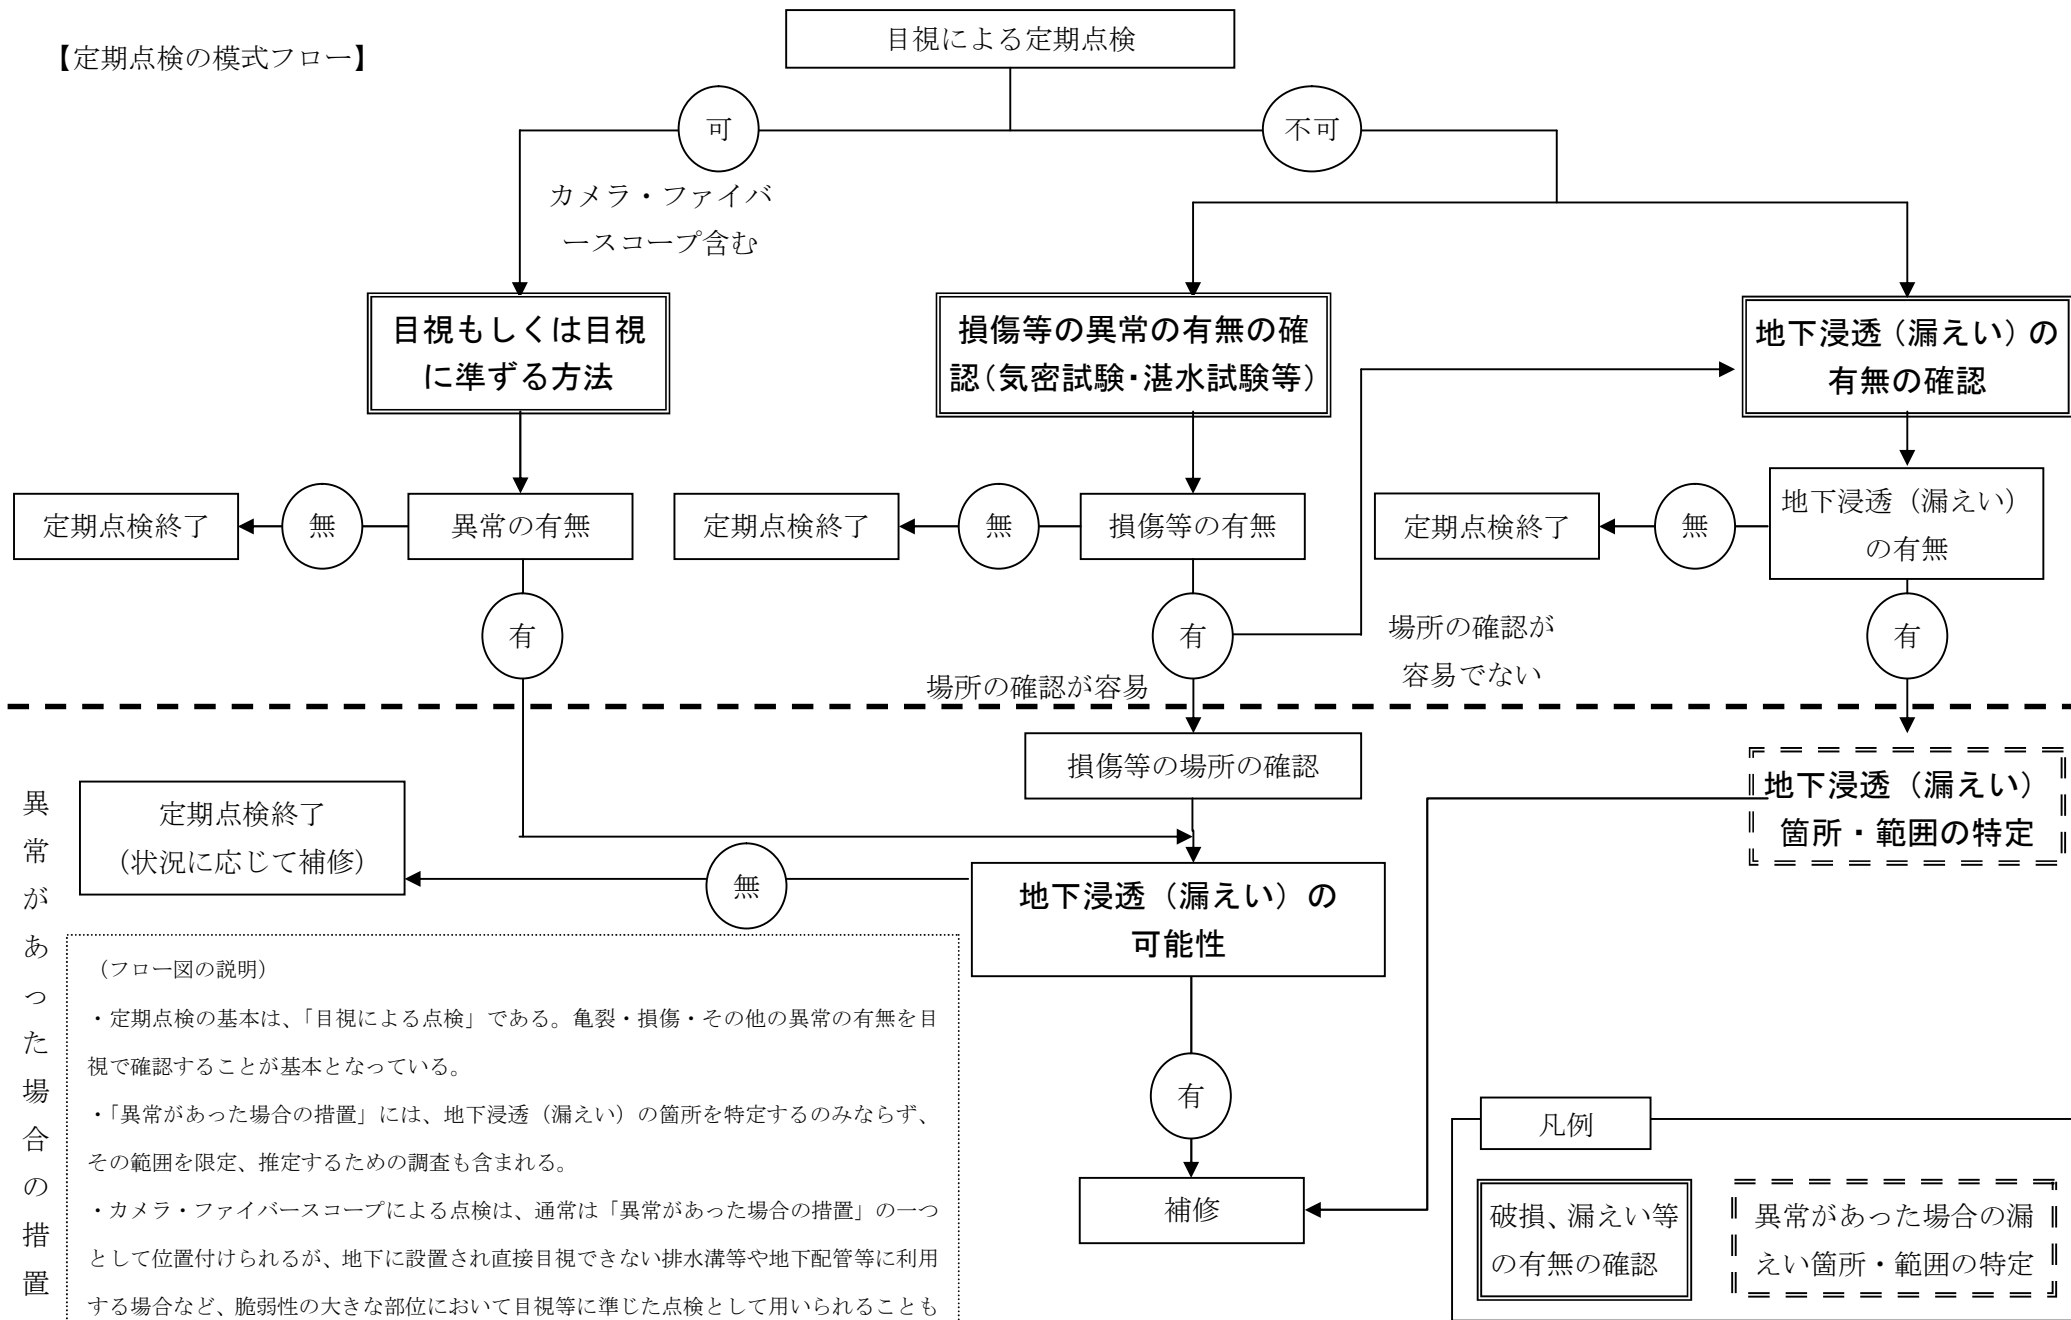 【定期点検の模式フロー】
目視による定期点検
可
不可
カメラ・ファイバ
ースコープ含む
目視もしくは目視
に準ずる方法
損傷等の異常の有無の確
認（気密試験・湛水試験等）
地下浸透（漏えい）の
有無の確認
定期点検終了
無
異常の有無
定期点検終了
無
損傷等の有無
定期点検終了
無
地下浸透（漏えい）
の有無
有
有
有
場所の確認が
容易でない
場所の確認が容易
異常があった場合の措置
損傷等の場所の確認
地下浸透（漏えい）
箇所・範囲の特定
定期点検終了
（状況に応じて補修）
無
地下浸透（漏えい）の
可能性
有
補修
（フロー図の説明）
・定期点検の基本は、「目視による点検」である。亀裂・損傷・その他の異常の有無を目
視で確認することが基本となっている。
・「異常があった場合の措置」には、地下浸透（漏えい）の箇所を特定するのみならず、
その範囲を限定、推定するための調査も含まれる。
・カメラ・ファイバースコープによる点検は、通常は「異常があった場合の措置」の一つ
として位置付けられるが、地下に設置され直接目視できない排水溝等や地下配管等に利用
する場合など、脆弱性の大きな部位において目視等に準じた点検として用いられることも
凡例
破損、漏えい等
の有無の確認
異常があった場合の漏
えい箇所・範囲の特定